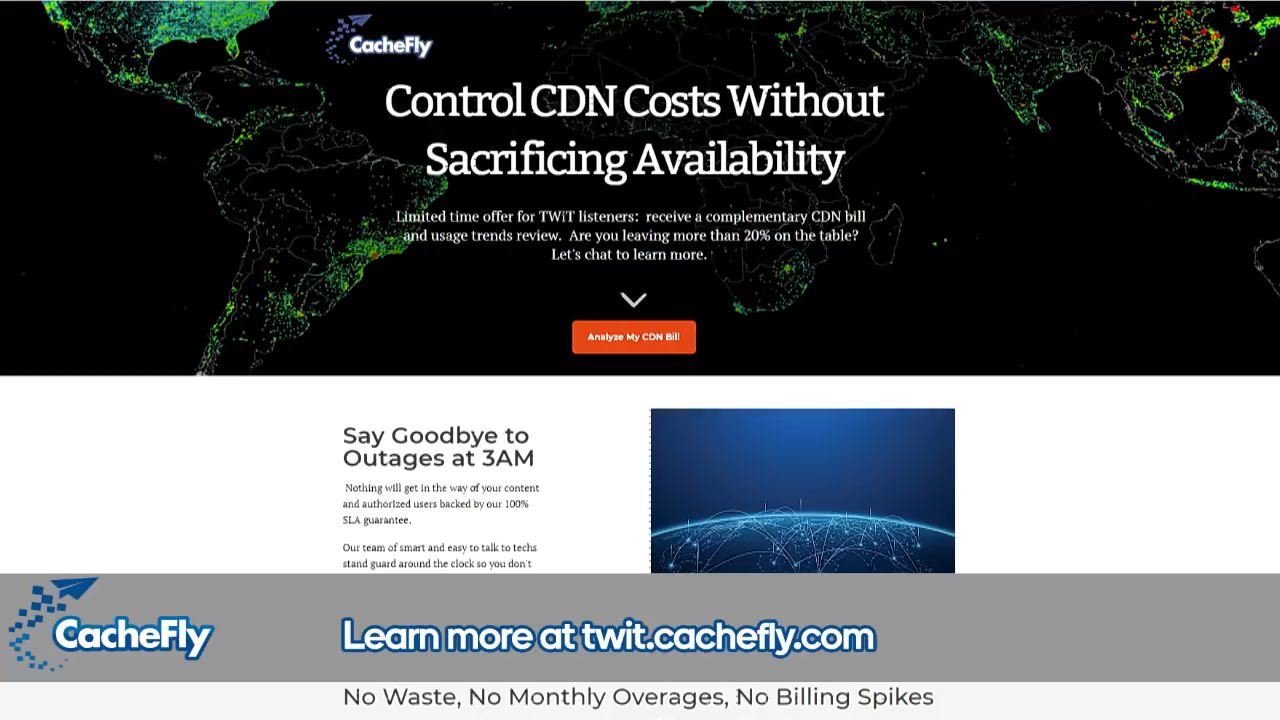 CacheFly
Control CDN Costs Without
Sacrificing Availability
Limited time offer for TWiT listeners: receive a complementary CDN bill
and usage trends review. Are you leaving more than 20% on the table?
Let's chat to learn more.
Analyze My CDN Bill
Say Goodbye to
Outages at 3AM
Nothing will get in the way of your content
and authorized users backed by our 100%
SLA guarantee.
Our team of smart and easy to talk to techs
stand guard around the clock so you don't
CacheFly
Learn more at twit.cachefly.com
No Waste, No Monthly Overages, No Billing Spikes